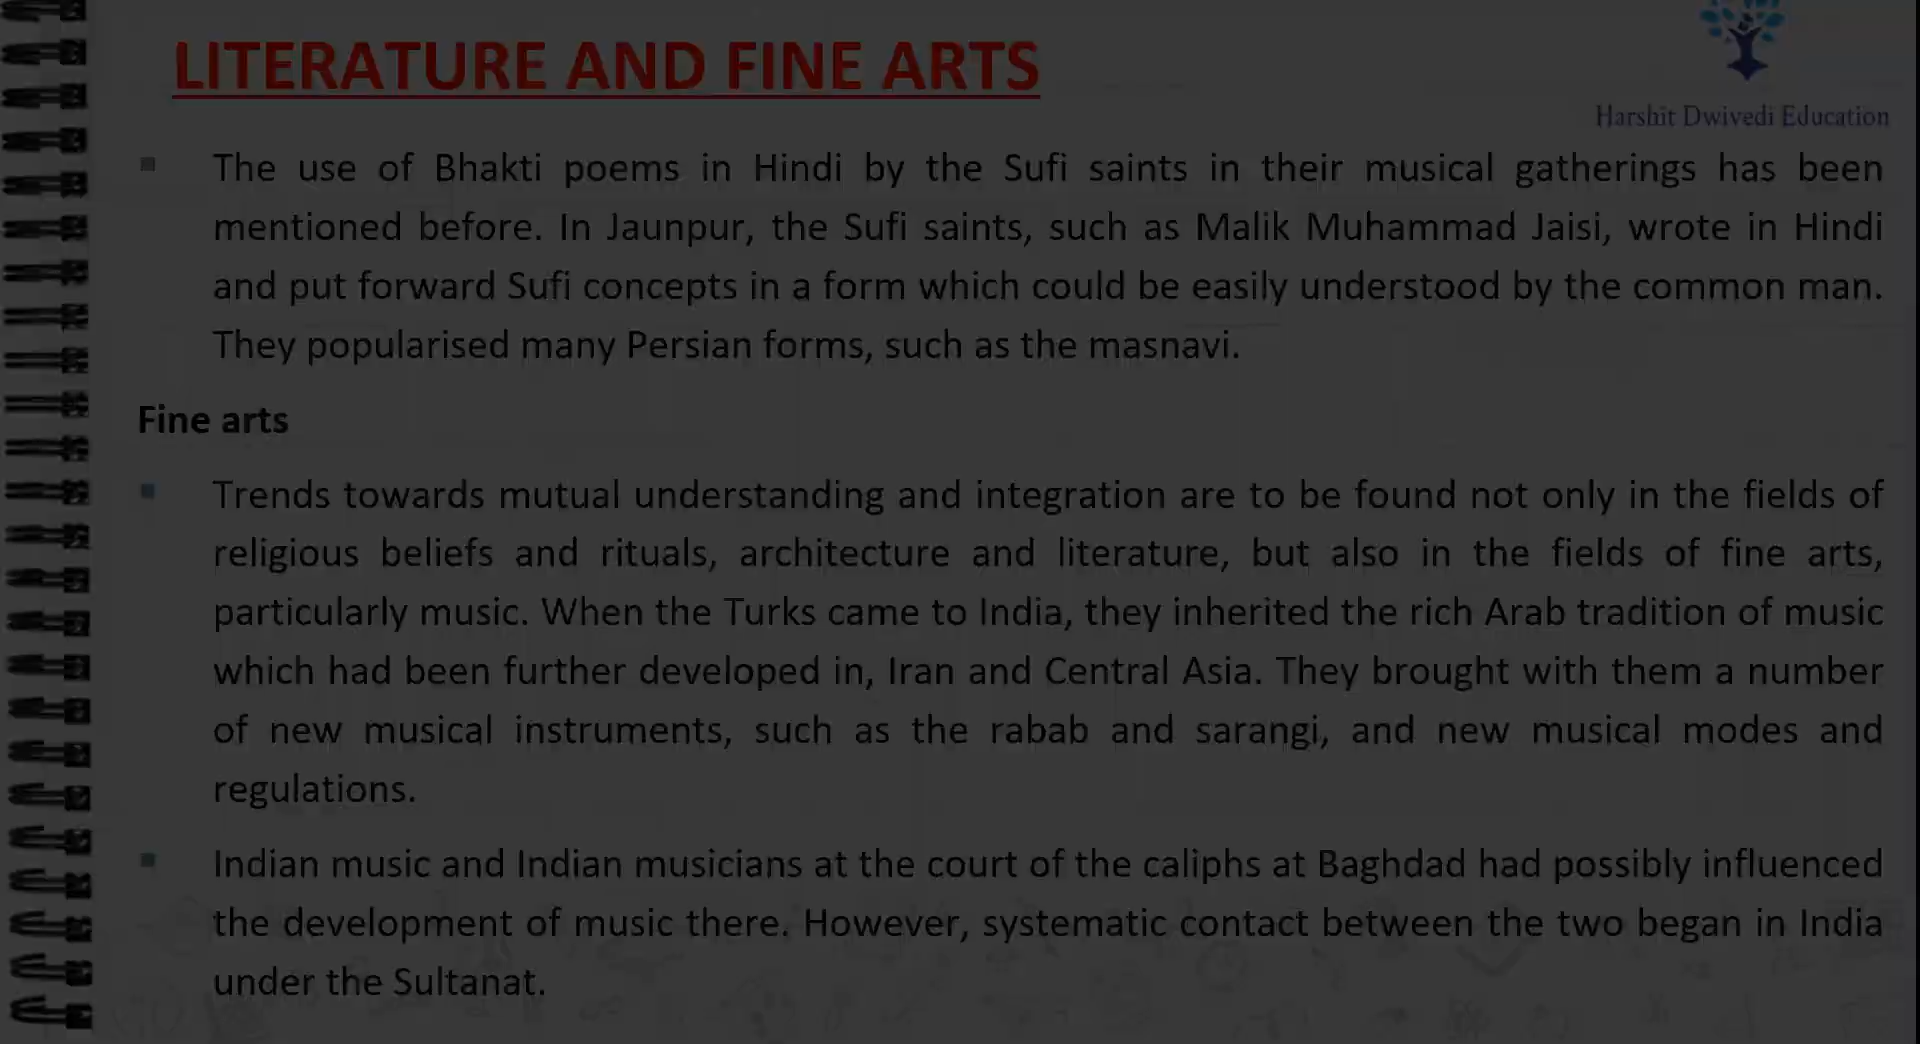 LITERATURE AND FINE ARTS
Harshit Dwivedi Education
The use of Bhakti poems in Hindi by the Sufi saints in their musical gatherings has been
mentioned before. In Jaunpur, the Sufi saints, such as Malik Muhammad Jaisi, wrote in Hindi
and put forward Sufi concepts in a form which could be easily understood by the common man.
They popularised many Persian forms, such as the masnavi.
Fine arts
Trends towards mutual understanding and integration are to be found not only in the fields of
religious beliefs and rituals, architecture and literature, but also in the fields of fine arts,
particularly music. When the Turks came to India, they inherited the rich Arab tradition of music
which had been further developed in, Iran and Central Asia. They brought with them a number
of new musical instruments, such as the rabab and sarangi, and new musical modes and
regulations.
Indian music and Indian musicians at the court of the caliphs at Baghdad had possibly influenced
the development of music there. However, systematic contact between the two began in India
under the Sultanat.